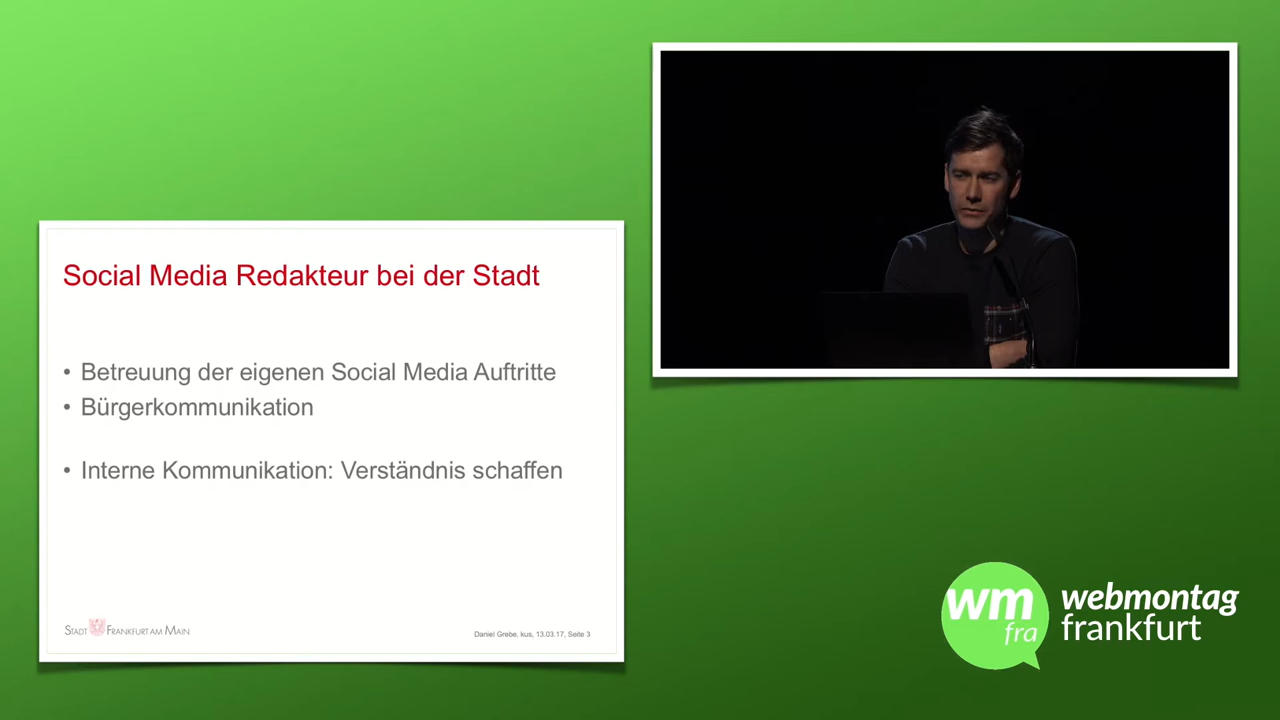 Social Media Redakteur bei der Stadt
• Betreuung der eigenen Social Media Auftritte
• Bürgerkommunikation
• Interne Kommunikation: Verständnis schaffen
STADT FRANKFURT AM MAIN
Daniel Grebe, kus, 13.03.17, Seite 3
wm
fra
webmontag
frankfurt